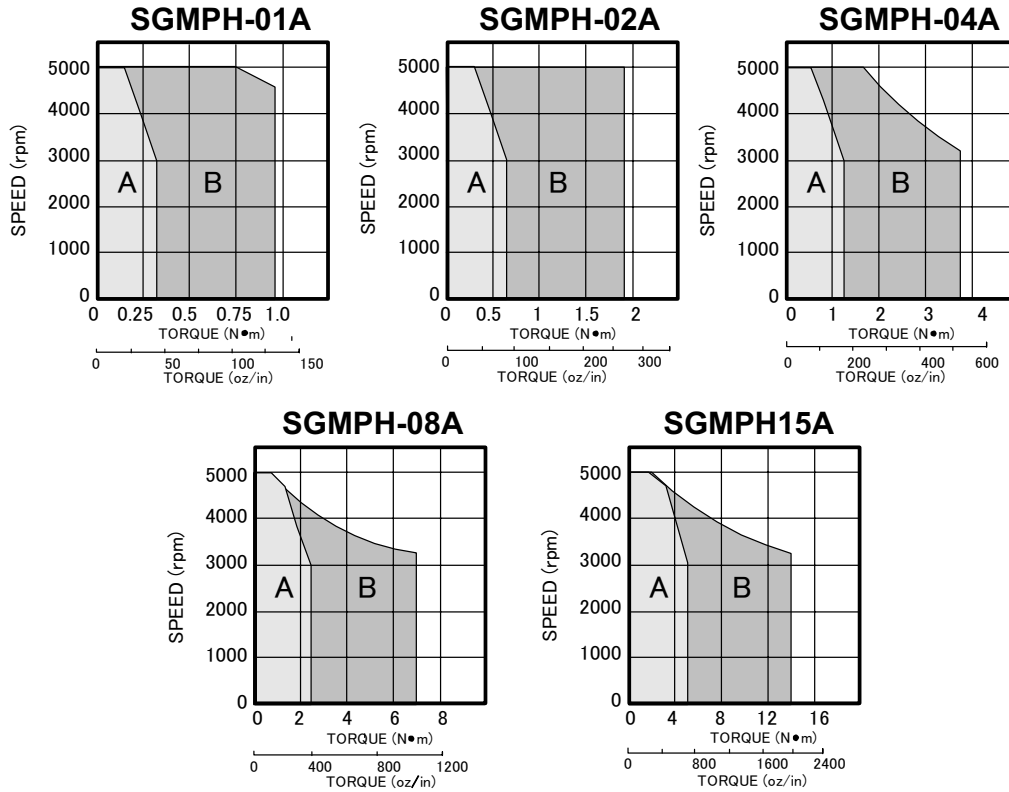 SGMPH-01A
SPEED (rpm)
5000
4000
3000
2000
1000
0
A
B
0 0.25 0.5 0.75 1.0
TORQUE (N●m)
0 50 100 150
TORQUE (oz/in)
SGMPH-02A
SPEED (rpm)
5000
4000
3000
2000
1000
0
A
B
0 0.5 1 1.5 2
TORQUE (N●m)
0 100 200 300
TORQUE (oz/in)
SGMPH-04A
SPEED (rpm)
5000
4000
3000
2000
1000
0
A
B
0 1 2 3 4
TORQUE (N●m)
0 200 400 600
TORQUE (oz/in)
SGMPH-08A
SPEED (rpm)
5000
4000
3000
2000
1000
0
A
B
0 2 4 6 8
TORQUE (N●m)
0 400 800 1200
TORQUE (oz/in)
SGMPH15A
SPEED (rpm)
5000
4000
3000
2000
1000
0
A
B
0 4 8 12 16
TORQUE (N●m)
0 800 1600 2400
TORQUE (oz/in)